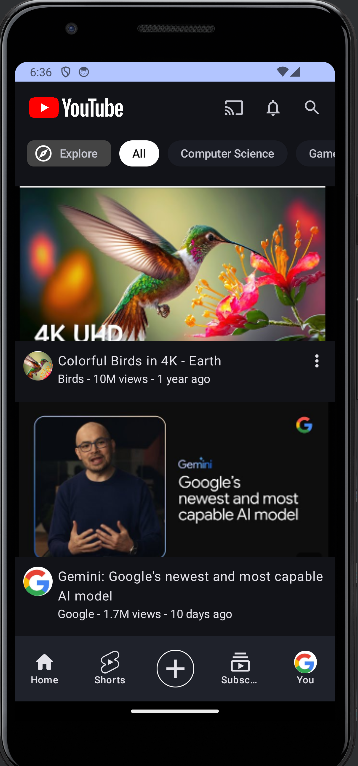 6:36
YouTube
Explore
All
Computer Science
Game
4K UHD
Colorful Birds in 4K - Earth
Birds - 10M views - 1 year ago
Gemini
Google's
newest and most
capable AI model
Gemini: Google's newest and most capable
AI model
Google - 1.7M views - 10 days ago
Home
Shorts
Subsc...
You